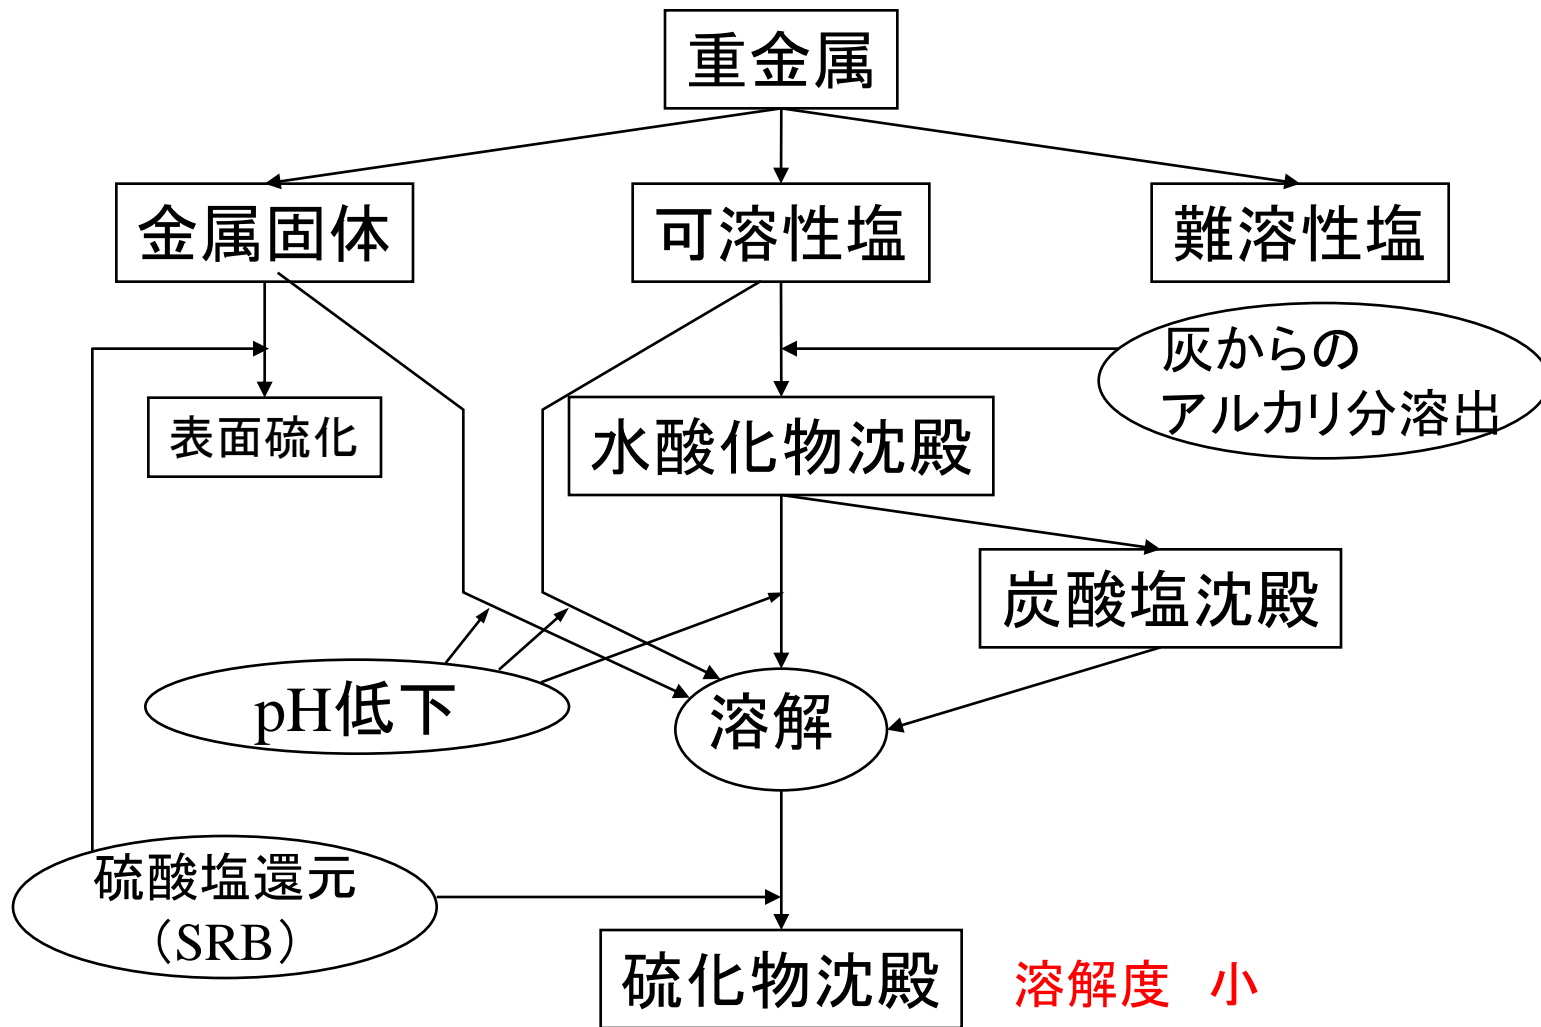 重金属
金属固体
可溶性塩
難溶性塩
灰からの
アルカリ分溶出
表面硫化
水酸化物沈殿
炭酸塩沈殿
pH低下
溶解
硫酸塩還元
（SRB）
硫化物沈殿
溶解度　小